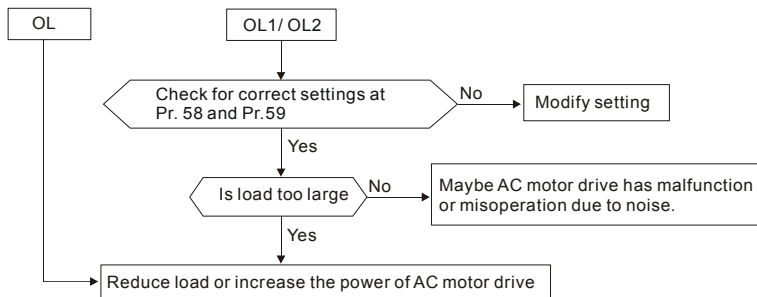 OL
OL1/ OL2
Check for correct settings at
Pr. 58 and Pr.59
No
Modify setting
Yes
Is load too large
No
Maybe AC motor drive has malfunction
or misoperation due to noise.
Yes
Reduce load or increase the power of AC motor drive